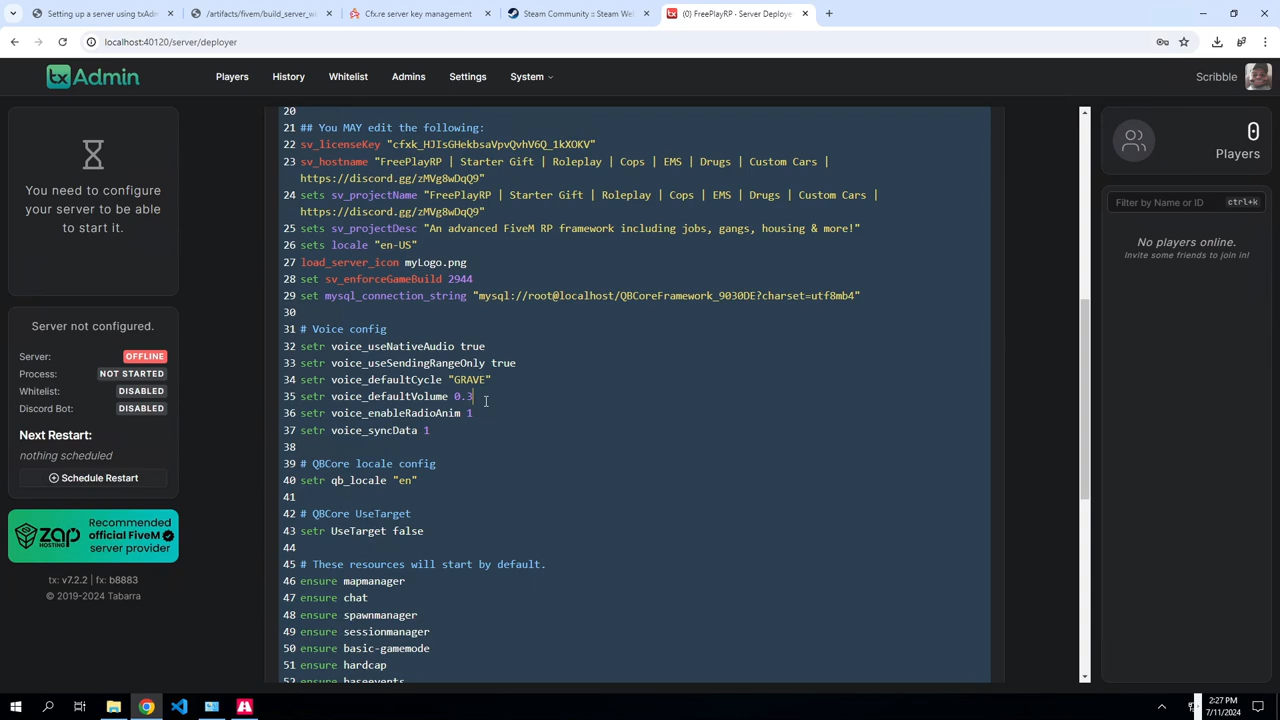 Setting up a server using txAdm
/artifacts/fivem/build_server_wi
Cfx.re server key management
Steam Community :: Steam We
(0) FreePlayRP - Server Deploye
localhost:40120/server/deployer
txAdmin
Players
History
Whitelist
Admins
Settings
System
Scribble
You need to configure
your server to be able
to start it.
Server not configured.
Server: OFFLINE
Process: NOT STARTED
Whitelist: DISABLED
Discord Bot: DISABLED
Next Restart:
nothing scheduled
Schedule Restart
ZAP HOSTING
Recommended
official FiveM
server provider
tx: v7.2.2 | fx: b8883
© 2019-2024 Tabarra
20
21 ## You MAY edit the following:
22 sv_licenseKey "cfxk_HJIsGHekbsaVpvQvhV6Q_1kXOKV"
23 sv_hostname "FreePlayRP | Starter Gift | Roleplay | Cops | EMS | Drugs | Custom Cars |
https://discord.gg/zMVg8wDqQ9"
24 sets sv_projectName "FreePlayRP | Starter Gift | Roleplay | Cops | EMS | Drugs | Custom Cars |
https://discord.gg/zMVg8wDqQ9"
25 sets sv_projectDesc "An advanced FiveM RP framework including jobs, gangs, housing & more!"
26 sets locale "en-US"
27 load_server_icon myLogo.png
28 set sv_enforceGameBuild 2944
29 set mysql_connection_string "mysql://root@localhost/QBCoreFramework_9030DE?charset=utf8mb4"
30
31 # Voice config
32 setr voice_useNativeAudio true
33 setr voice_useSendingRangeOnly true
34 setr voice_defaultCycle "GRAVE"
35 setr voice_defaultVolume 0.3
36 setr voice_enableRadioAnim 1
37 setr voice_syncData 1
38
39 # QBCore locale config
40 setr qb_locale "en"
41
42 # QBCore UseTarget
43 setr UseTarget false
44
45 # These resources will start by default.
46 ensure mapmanager
47 ensure chat
48 ensure spawnmanager
49 ensure sessionmanager
50 ensure basic-gamemode
51 ensure hardcap
52 ensure baseevents
0
Players
Filter by Name or ID
ctrl+k
No players online.
Invite some friends to join in!
2:27 PM
7/11/2024